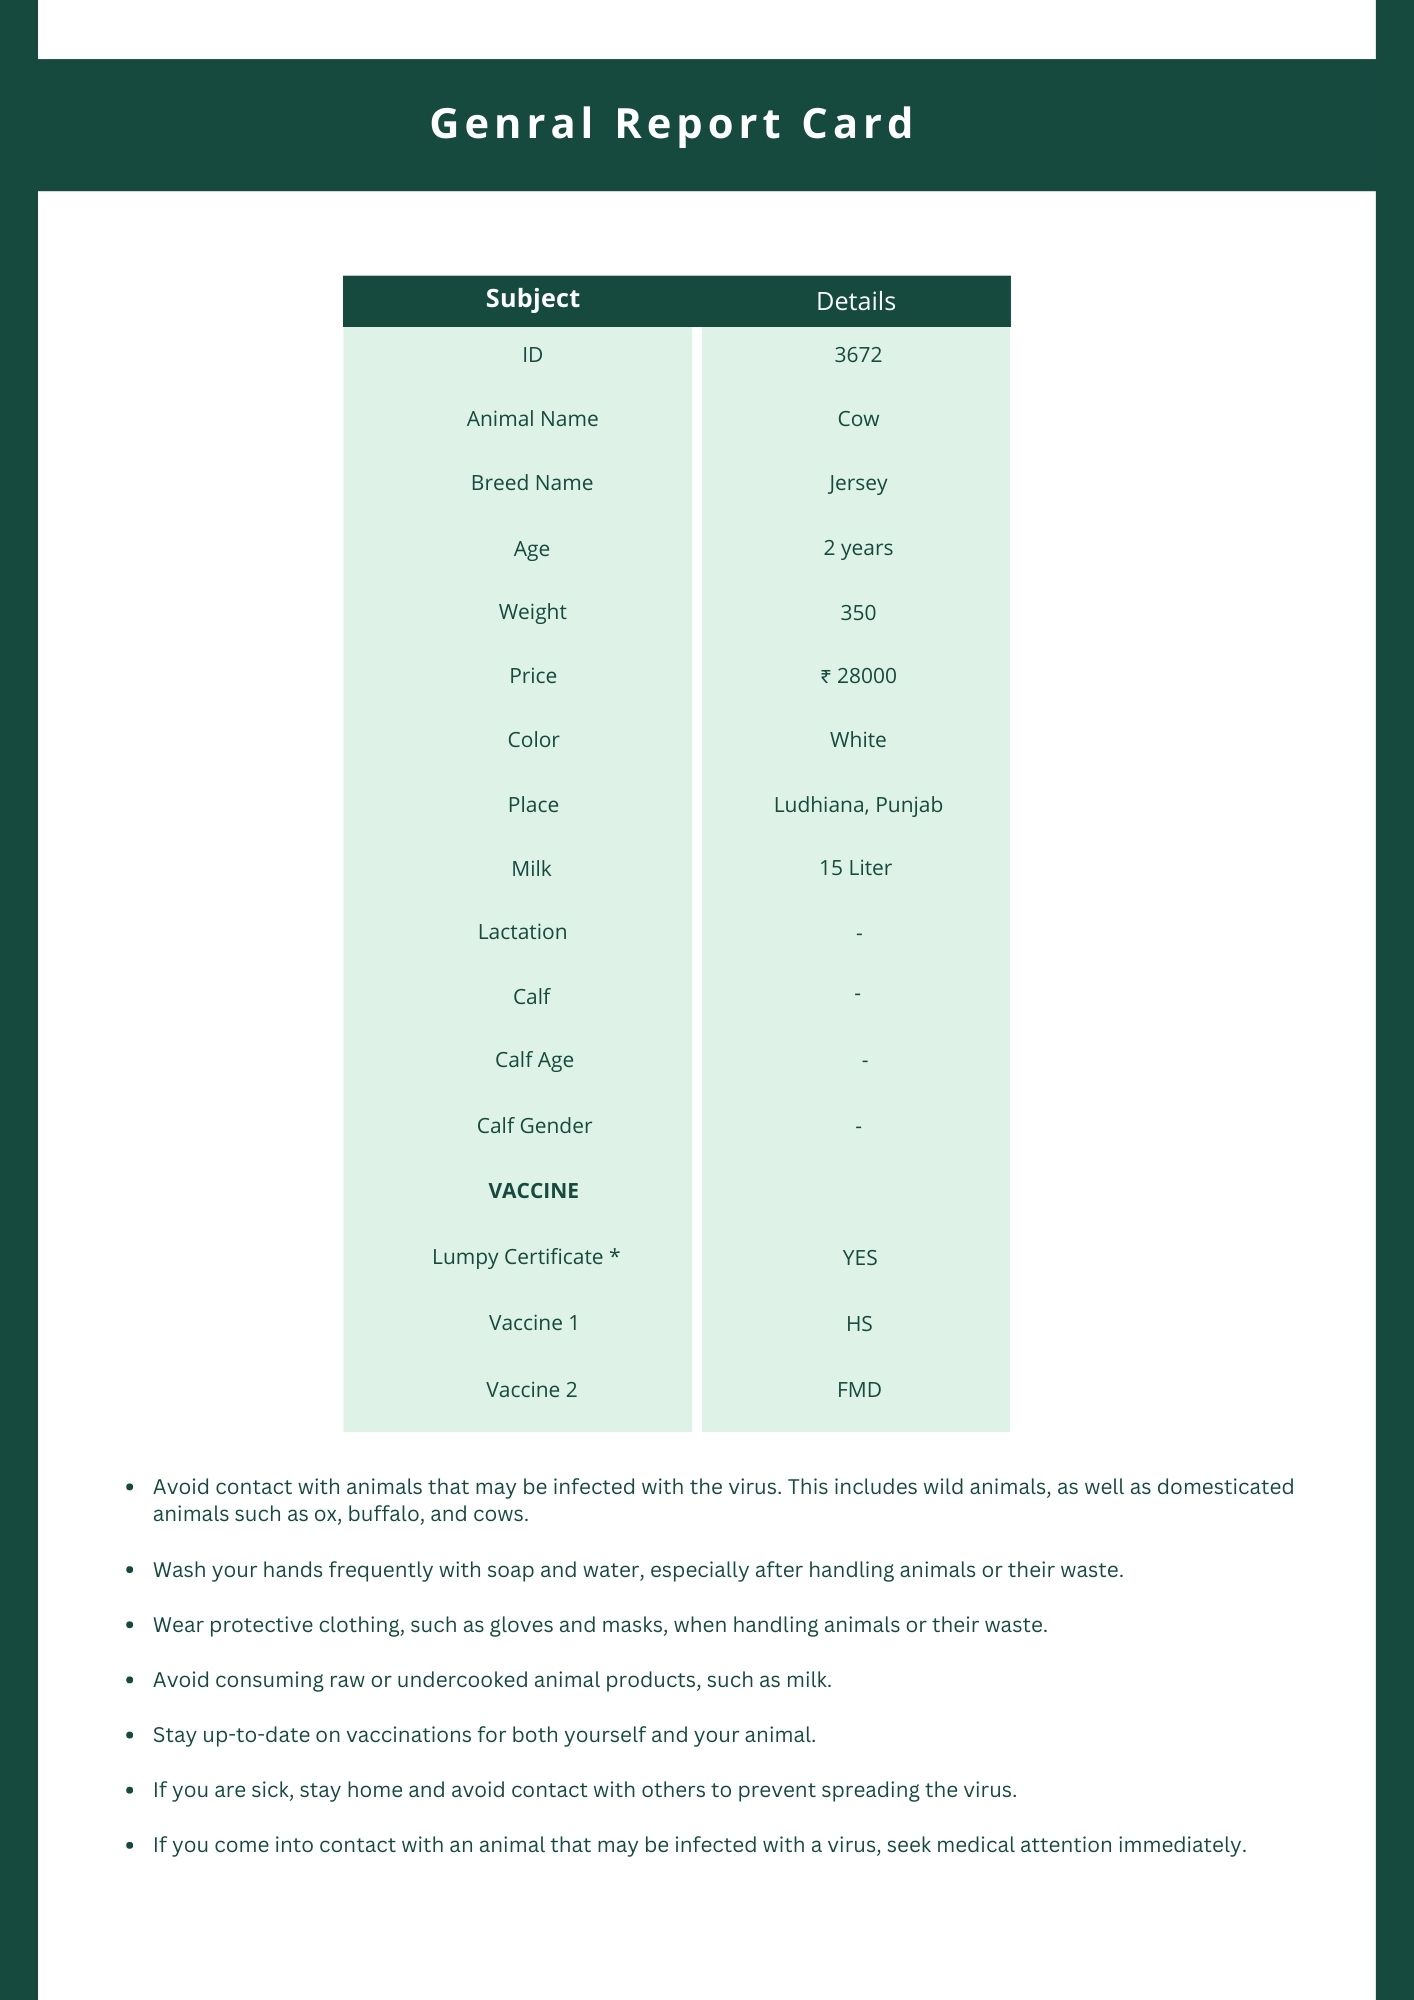 Genral Report Card
Subject Details
ID 3672
Animal Name Cow
Breed Name Jersey
Age 2 years
Weight 350
Price ₹ 28000
Color White
Place Ludhiana, Punjab
Milk 15 Liter
Lactation -
Calf -
Calf Age -
Calf Gender -
VACCINE
Lumpy Certificate * YES
Vaccine 1 HS
Vaccine 2 FMD
• Avoid contact with animals that may be infected with the virus. This includes wild animals, as well as domesticated
animals such as ox, buffalo, and cows.
• Wash your hands frequently with soap and water, especially after handling animals or their waste.
• Wear protective clothing, such as gloves and masks, when handling animals or their waste.
• Avoid consuming raw or undercooked animal products, such as milk.
• Stay up-to-date on vaccinations for both yourself and your animal.
• If you are sick, stay home and avoid contact with others to prevent spreading the virus.
• If you come into contact with an animal that may be infected with a virus, seek medical attention immediately.